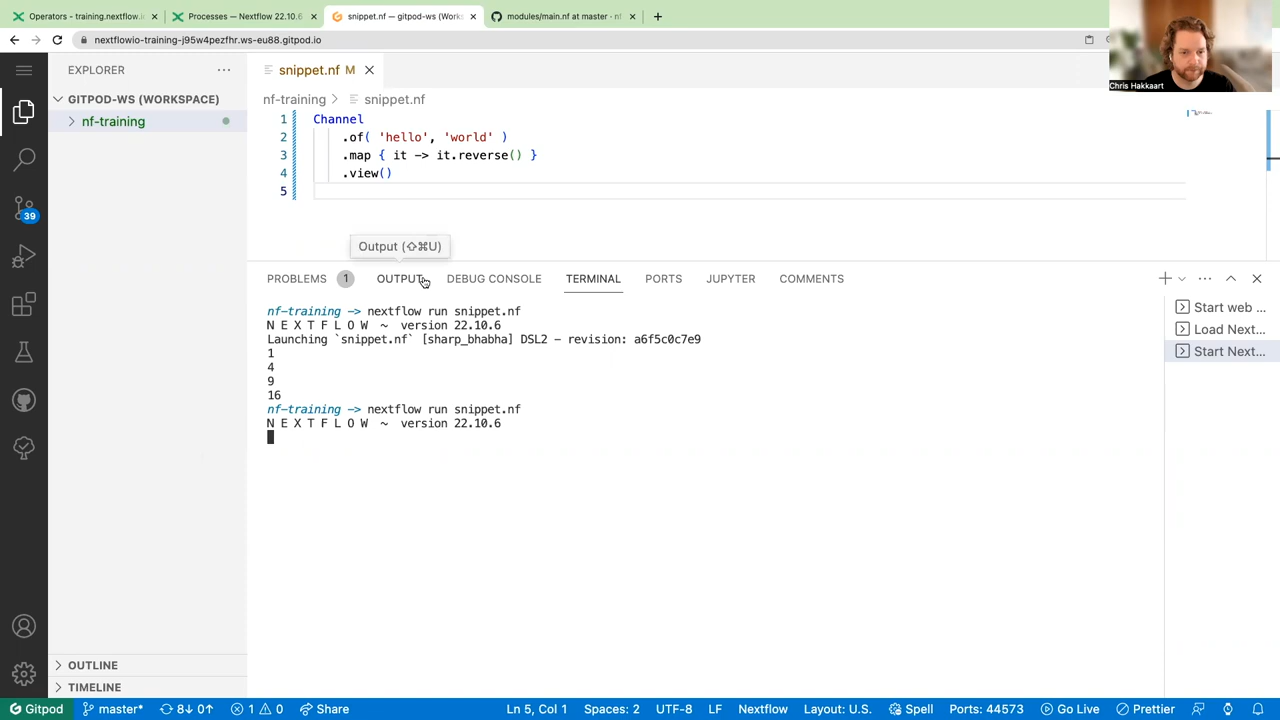 Operators - training.nextflow.i
Processes — Nextflow 22.10.6
snippet.nf — gitpod-ws (Works
modules/main.nf at master · nf
nextflowio-training-j95w4pezfhr.ws-eu88.gitpod.io
Chris Hakkaart
EXPLORER
snippet.nf M
GITPOD-WS (WORKSPACE)
nf-training > snippet.nf
nf-training
1 Channel
2 .of( 'hello', 'world' )
3 .map { it -> it.reverse() }
4 .view()
5
39
Output (⇧⌘U)
PROBLEMS 1 OUTPUT DEBUG CONSOLE TERMINAL PORTS JUPYTER COMMENTS
nf-training -> nextflow run snippet.nf
N E X T F L O W ~ version 22.10.6
Launching `snippet.nf` [sharp_bhabha] DSL2 - revision: a6f5c0c7e9
1
4
9
16
nf-training -> nextflow run snippet.nf
N E X T F L O W ~ version 22.10.6
Start web ...
Load Next...
Start Next...
OUTLINE
TIMELINE
Gitpod master* 8↓ 0↑ 1 0 Share Ln 5, Col 1 Spaces: 2 UTF-8 LF Nextflow Layout: U.S. Spell Ports: 44573 Go Live Prettier